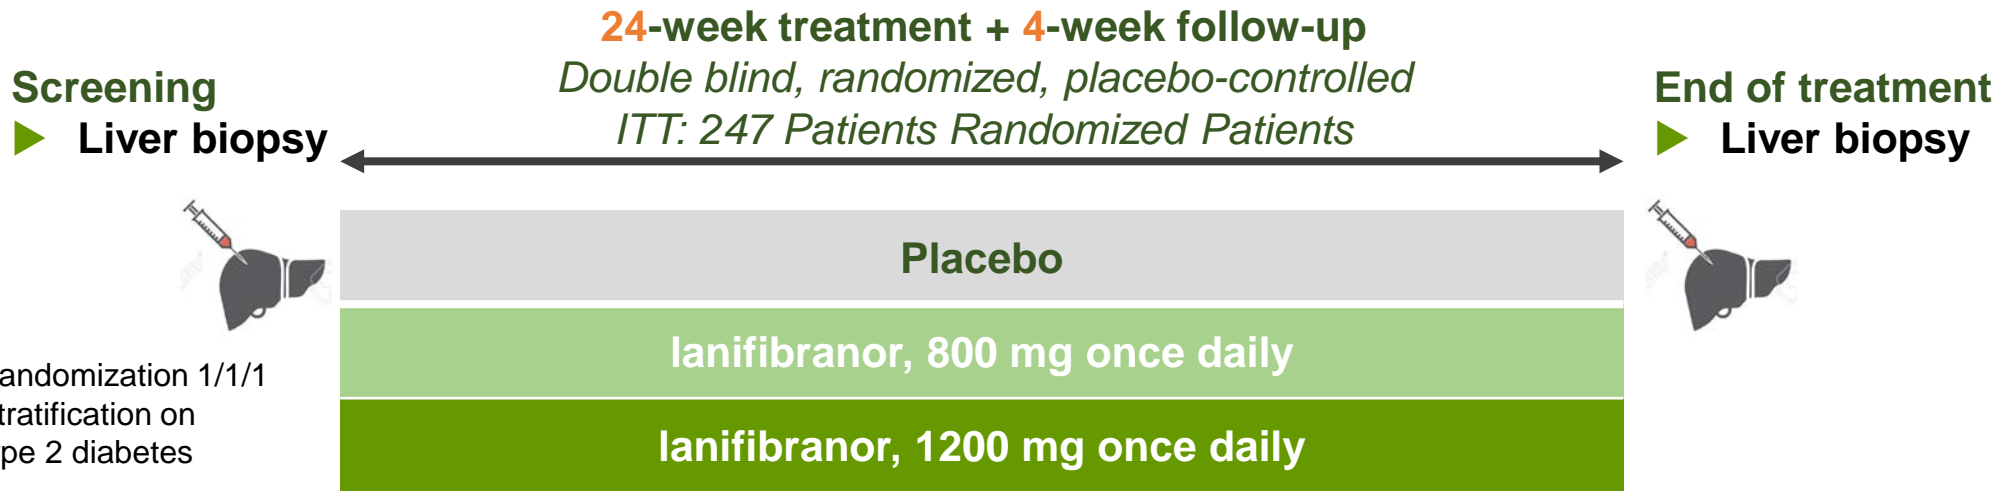 24-week treatment + 4-week follow-up
Double blind, randomized, placebo-controlled
ITT: 247 Patients Randomized Patients
Screening
Liver biopsy
End of treatment
Liver biopsy
Placebo
lanifibranor, 800 mg once daily
lanifibranor, 1200 mg once daily
andomization 1/1/1
tratification on
pe 2 diabetes